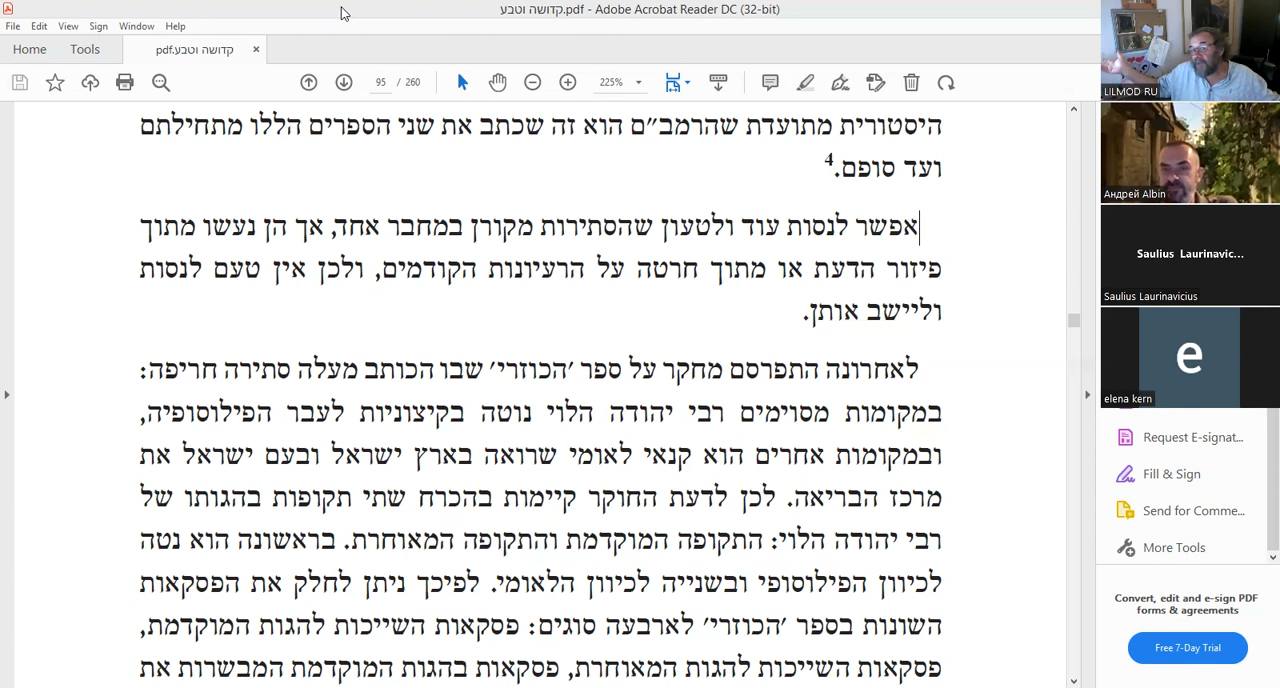 קדושה וטבע.pdf - Adobe Acrobat Reader DC (32-bit)
File Edit View Sign Window Help
Home Tools קדושה וטבע.pdf ×
95 / 260 225%
היסטורית מתועדת שהרמב״ם הוא זה שכתב את שני הספרים הללו מתחילתם
ועד סופם.4
אפשר לנסות עוד ולטעון שהסתירות מקורן במחבר אחד, אך הן נעשו מתוך
פיזור הדעת או מתוך חרטה על הרעיונות הקודמים, ולכן אין טעם לנסות
וליישב אותן.
לאחרונה התפרסם מחקר על ספר ׳הכוזרי׳ שבו הכותב מעלה סתירה חריפה:
במקומות מסוימים רבי יהודה הלוי נוטה בקיצוניות לעבר הפילוסופיה,
ובמקומות אחרים הוא קנאי לאומי שרואה בארץ ישראל ובעם ישראל את
מרכז הבריאה. לכן לדעת החוקר קיימות בהכרח שתי תקופות בהגותו של
רבי יהודה הלוי: התקופה המוקדמת והתקופה המאוחרת. בראשונה הוא נטה
לכיוון הפילוסופי ובשנייה לכיוון הלאומי. לפיכך ניתן לחלק את הפסקאות
השונות בספר ׳הכוזרי׳ לארבעה סוגים: פסקאות השייכות להגות המוקדמת,
פסקאות השייכות להגות המאוחרת, פסקאות בהגות המוקדמת המבשרות את
LILMOD RU
Андрей Albin
Saulius Laurinavic...
Saulius Laurinavicius
e
elena kern
Request E-signat...
Fill & Sign
Send for Comme...
More Tools
Convert, edit and e-sign PDF
forms & agreements
Free 7-Day Trial